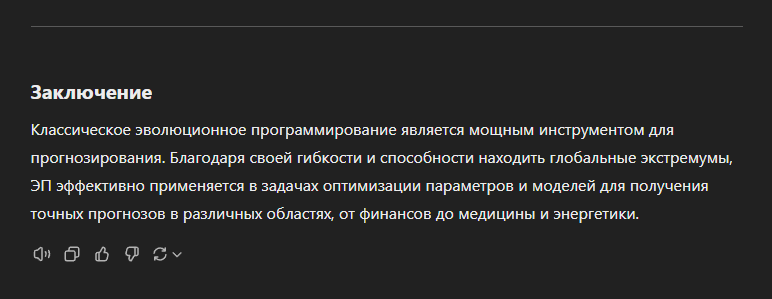 Заключение
Классическое эволюционное программирование является мощным инструментом для
прогнозирования. Благодаря своей гибкости и способности находить глобальные экстремумы,
ЭП эффективно применяется в задачах оптимизации параметров и моделей для получения
точных прогнозов в различных областях, от финансов до медицины и энергетики.